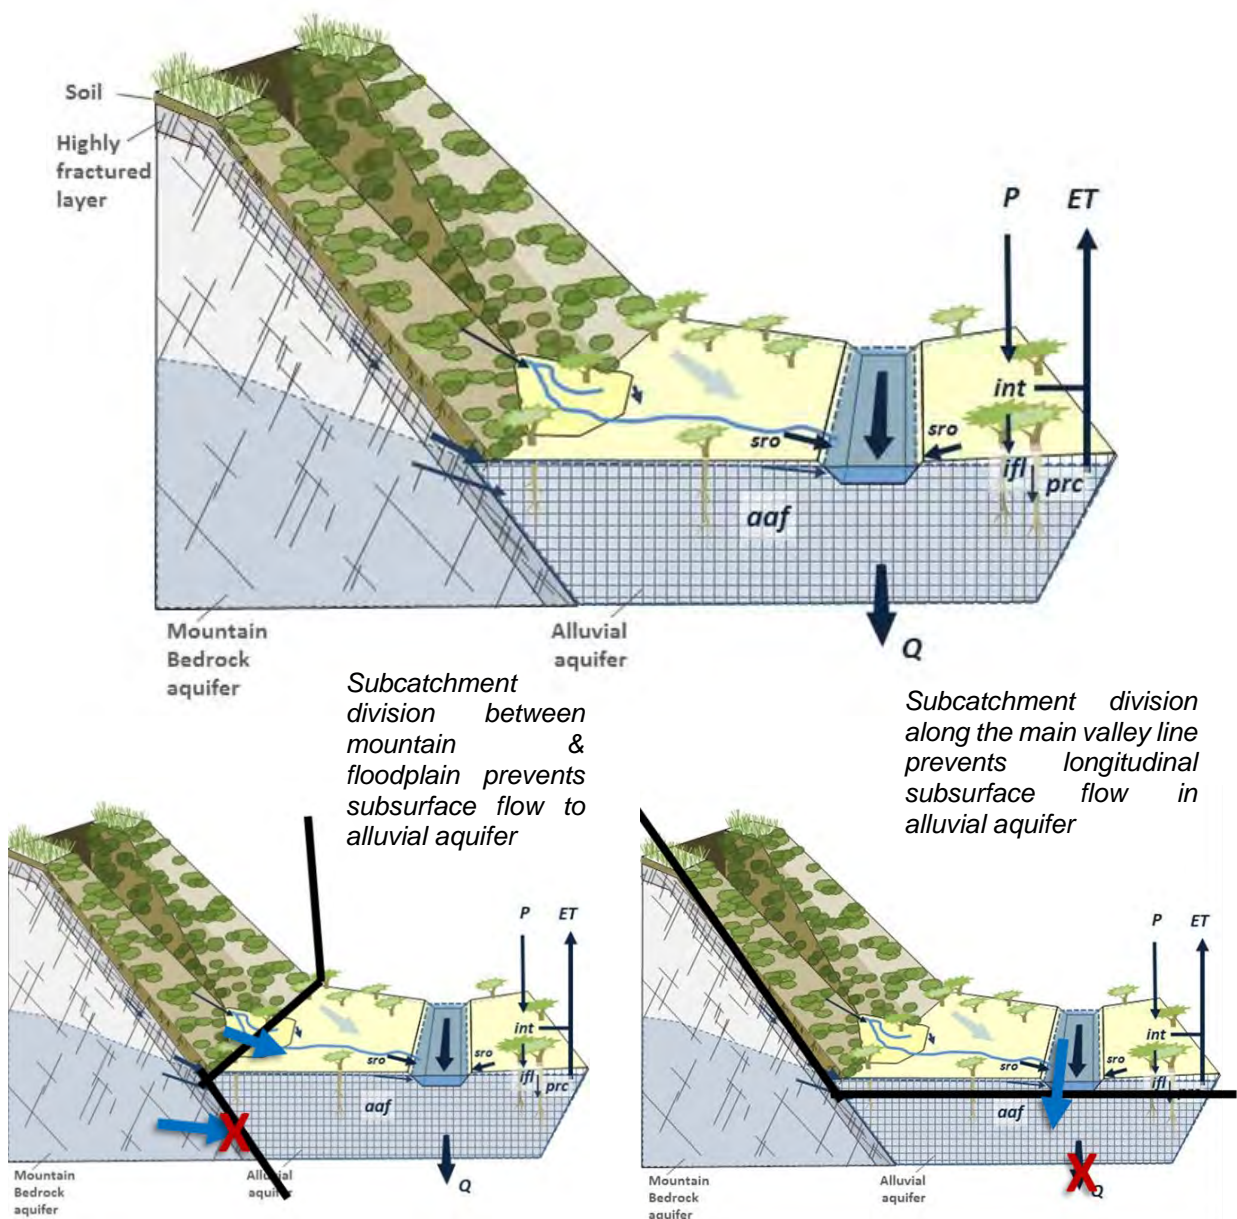 Soil
Highly
fractured
layer
P
ET
int
sro
sro
ifl
prc
aaf
Mountain
Bedrock
aquifer
Alluvial
aquifer
Q
Subcatchment
division between
mountain &
floodplain prevents
subsurface flow to
alluvial aquifer
Subcatchment division
along the main valley line
prevents longitudinal
subsurface flow in
alluvial aquifer
P
ET
int
sro
sro
ifl
prc
aaf
X
Mountain
Bedrock
aquifer
Alluvial
aquifer
Q
P
ET
int
sro
sro
ifl
aaf
X
Q
Mountain
Bedrock
aquifer
Alluvial
aquifer